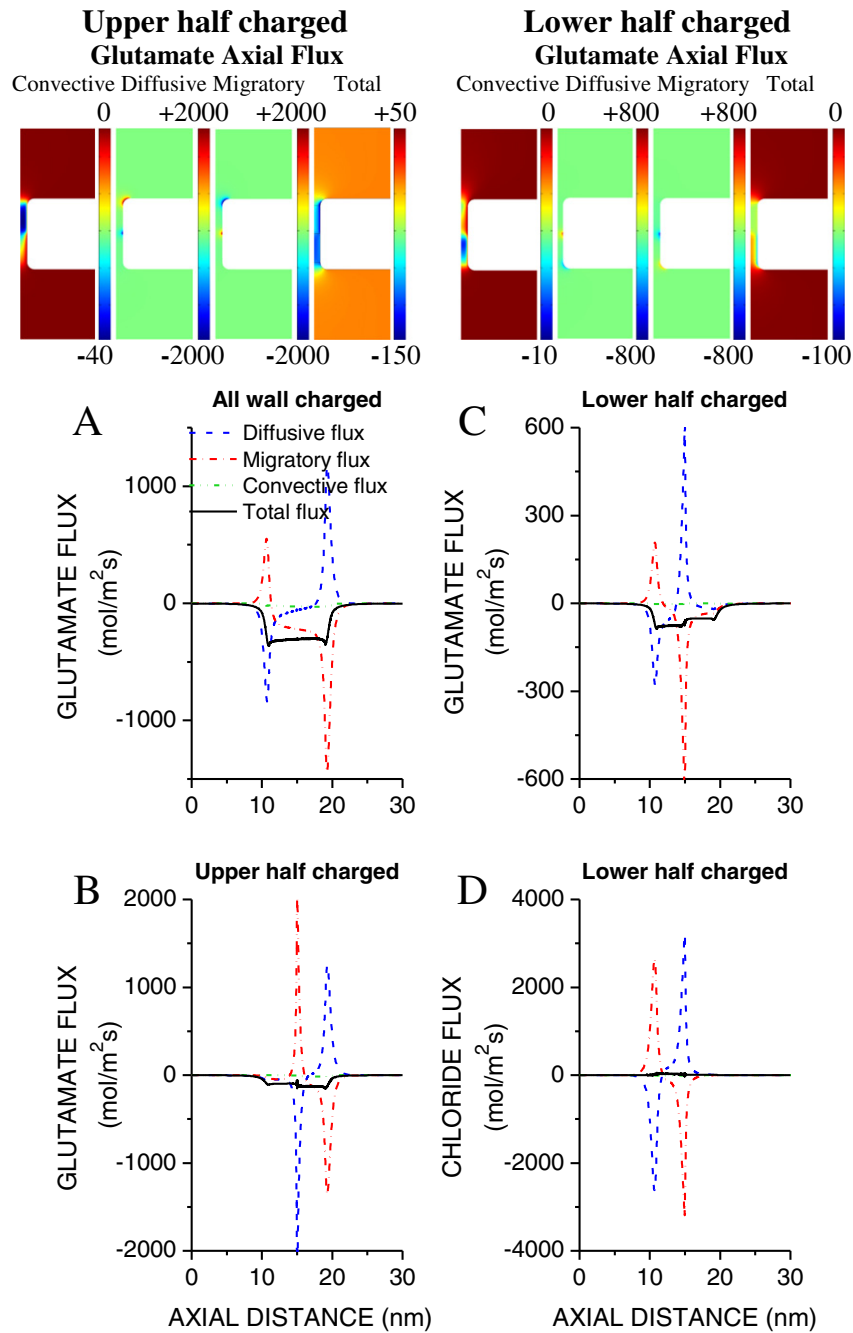 Upper half charged
Glutamate Axial Flux
Convective Diffusive Migratory Total
0 +2000 +2000 +50
-40 -2000 -2000 -150
Lower half charged
Glutamate Axial Flux
Convective Diffusive Migratory Total
0 +800 +800 0
-10 -800 -800 -100
A
All wall charged
Diffusive flux
Migratory flux
Convective flux
Total flux
GLUTAMATE FLUX
(mol/m²s)
1000
0
-1000
0 10 20 30
C
Lower half charged
GLUTAMATE FLUX
(mol/m²s)
600
300
0
-300
-600
0 10 20 30
B
Upper half charged
GLUTAMATE FLUX
(mol/m²s)
2000
1000
0
-1000
-2000
0 10 20 30
AXIAL DISTANCE (nm)
D
Lower half charged
CHLORIDE FLUX
(mol/m²s)
4000
2000
0
-2000
-4000
0 10 20 30
AXIAL DISTANCE (nm)